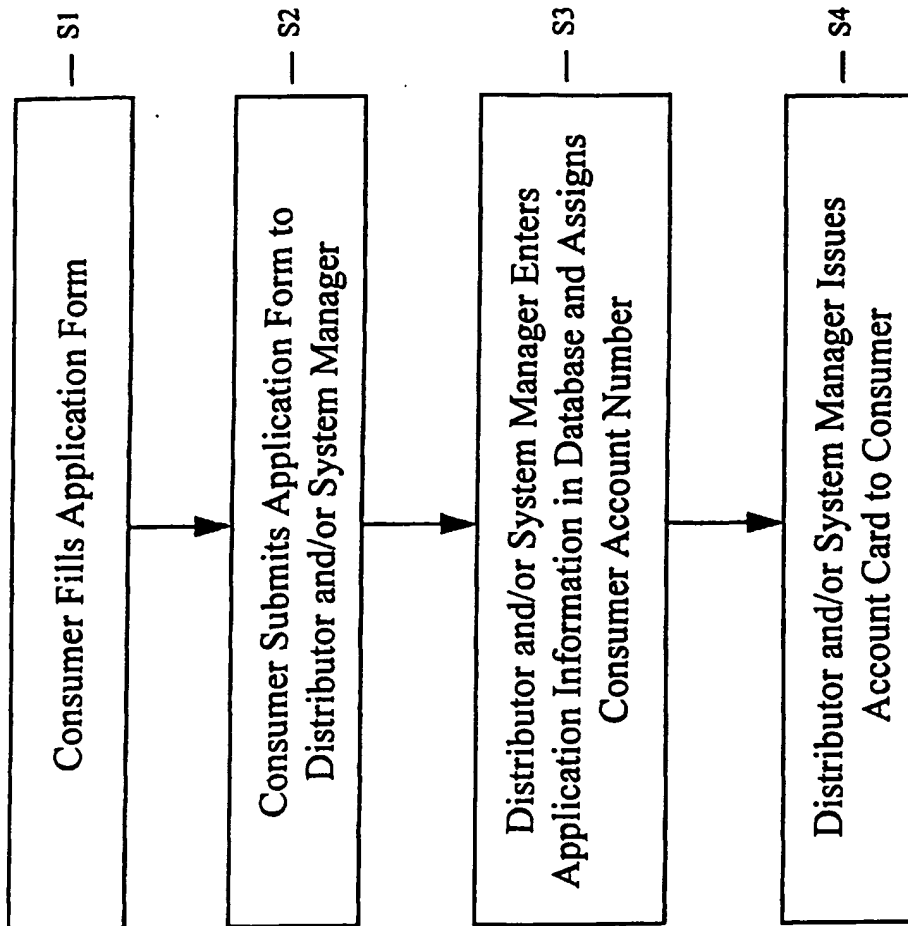 Consumer Fills Application Form
— S1
Consumer Submits Application Form to
Distributor and/or System Manager
— S2
Distributor and/or System Manager Enters
Application Information in Database and Assigns
Consumer Account Number
— S3
Distributor and/or System Manager Issues
Account Card to Consumer
— S4